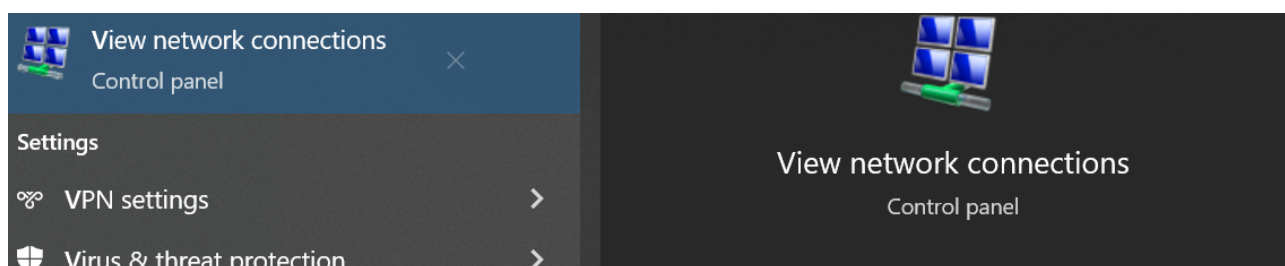 View network connections
Control panel
Settings
VPN settings
Virus & threat protection
View network connections
Control panel